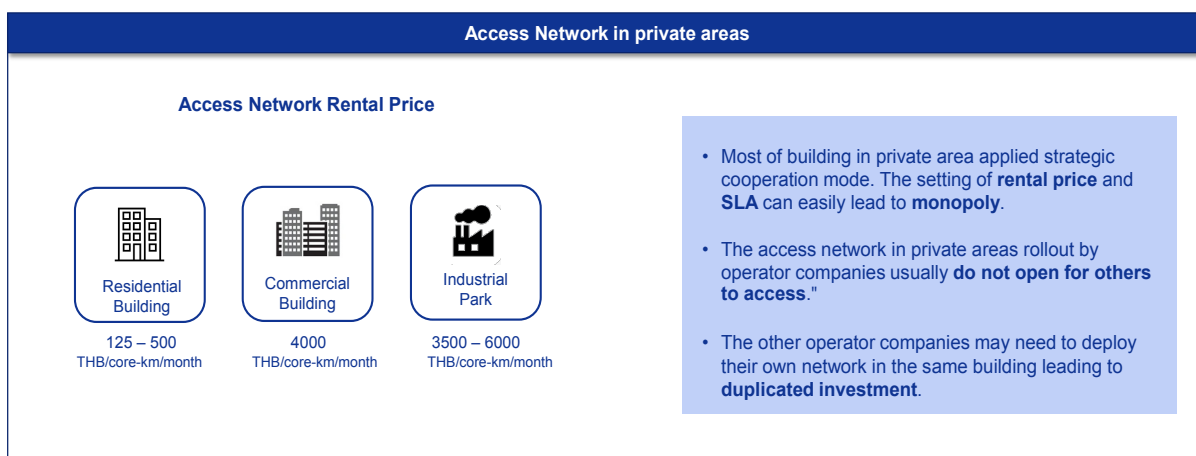 Access Network in private areas
Access Network Rental Price
Residential
Building
125 – 500
THB/core-km/month
Commercial
Building
4000
THB/core-km/month
Industrial
Park
3500 – 6000
THB/core-km/month
• Most of building in private area applied strategic
cooperation mode. The setting of rental price and
SLA can easily lead to monopoly.
• The access network in private areas rollout by
operator companies usually do not open for others
to access."
• The other operator companies may need to deploy
their own network in the same building leading to
duplicated investment.